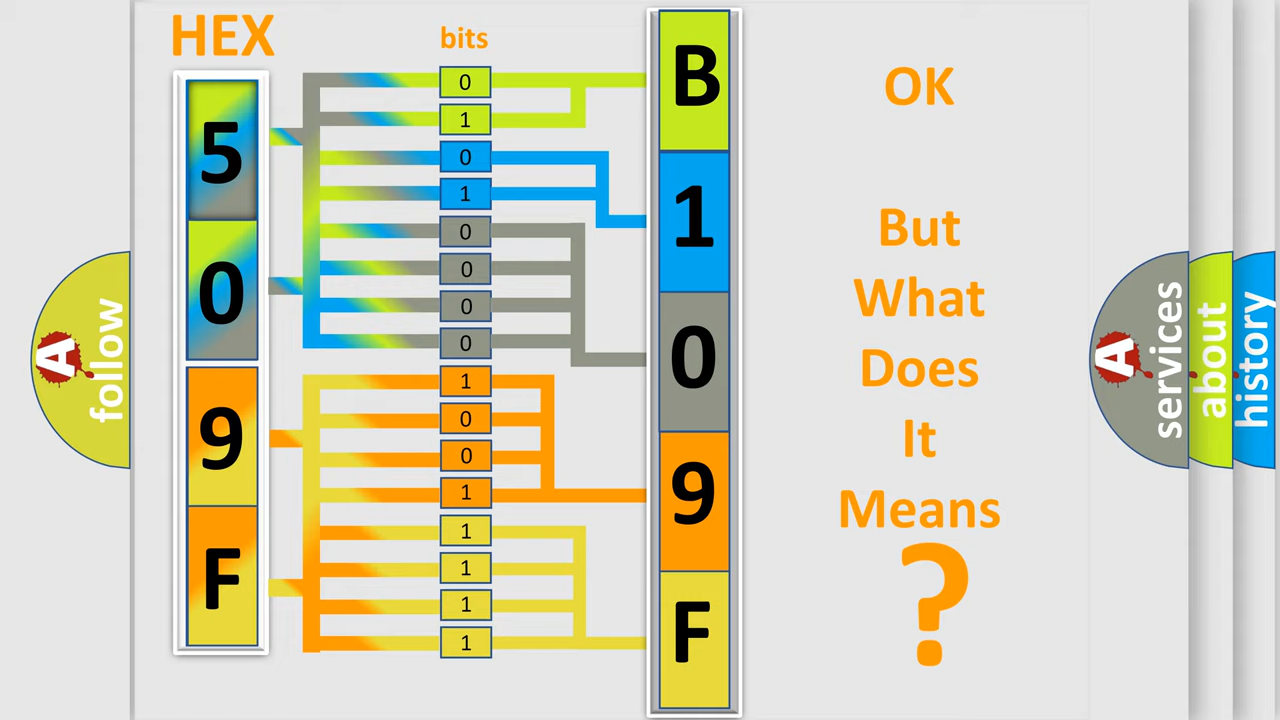 HEX
bits
5
0
9
F
0
1
0
1
0
0
0
0
1
0
0
1
1
1
1
1
B
1
0
9
F
OK
But
What
Does
It
Means
?
A
follow
A
services
about
history